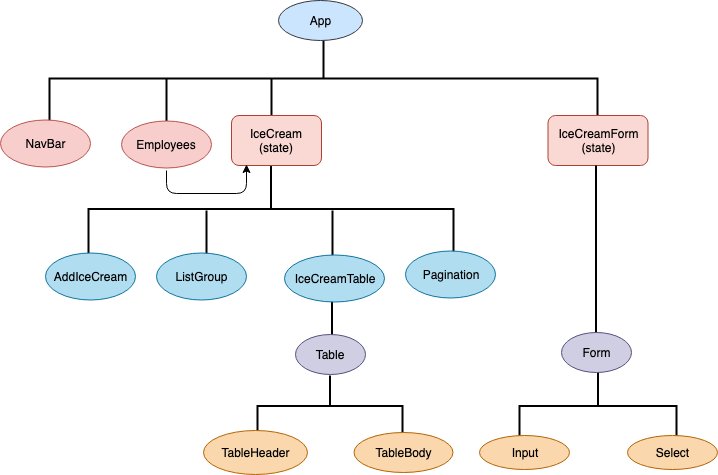 App
NavBar
Employees
IceCream
(state)
IceCreamForm
(state)
AddIceCream
ListGroup
IceCreamTable
Pagination
Table
Form
TableHeader
TableBody
Input
Select